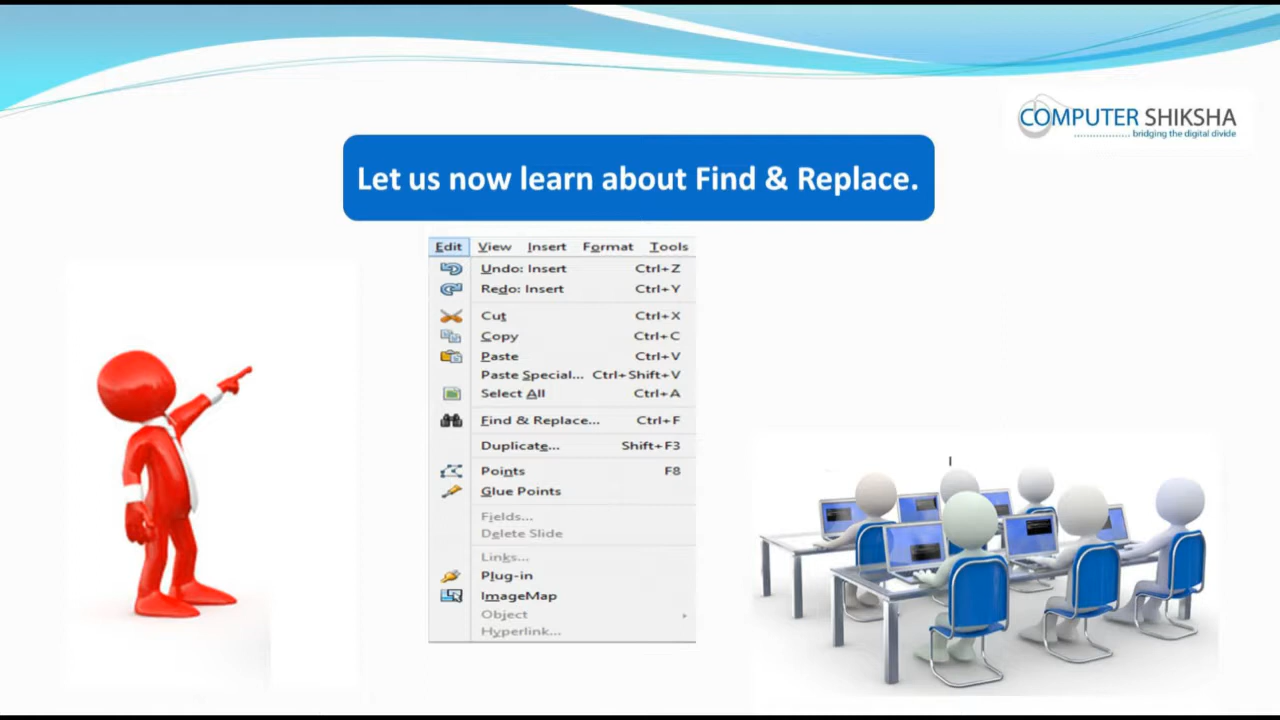 COMPUTER SHIKSHA
bridging the digital divide
Let us now learn about Find & Replace.
Edit View Insert Format Tools
Undo: Insert Ctrl+Z
Redo: Insert Ctrl+Y
Cut Ctrl+X
Copy Ctrl+C
Paste Ctrl+V
Paste Special... Ctrl+Shift+V
Select All Ctrl+A
Find & Replace... Ctrl+F
Duplicate... Shift+F3
Points F8
Glue Points
Fields...
Delete Slide
Links...
Plug-in
ImageMap
Object
Hyperlink...